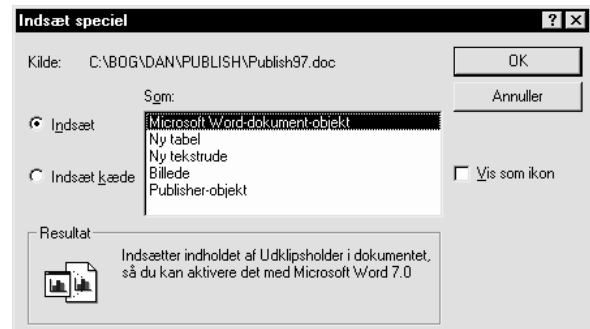 Indsæt speciel
Kilde: C:\BOG\DAN\PUBLISH\Publish97.doc
OK
Annuller
Som:
Indsæt
Indsæt kæde
Microsoft Word-dokument-objekt
Ny tabel
Ny tekstrude
Billede
Publisher-objekt
Vis som ikon
Resultat
Indsætter indholdet af Udklipsholder i dokumentet,
så du kan aktivere det med Microsoft Word 7.0